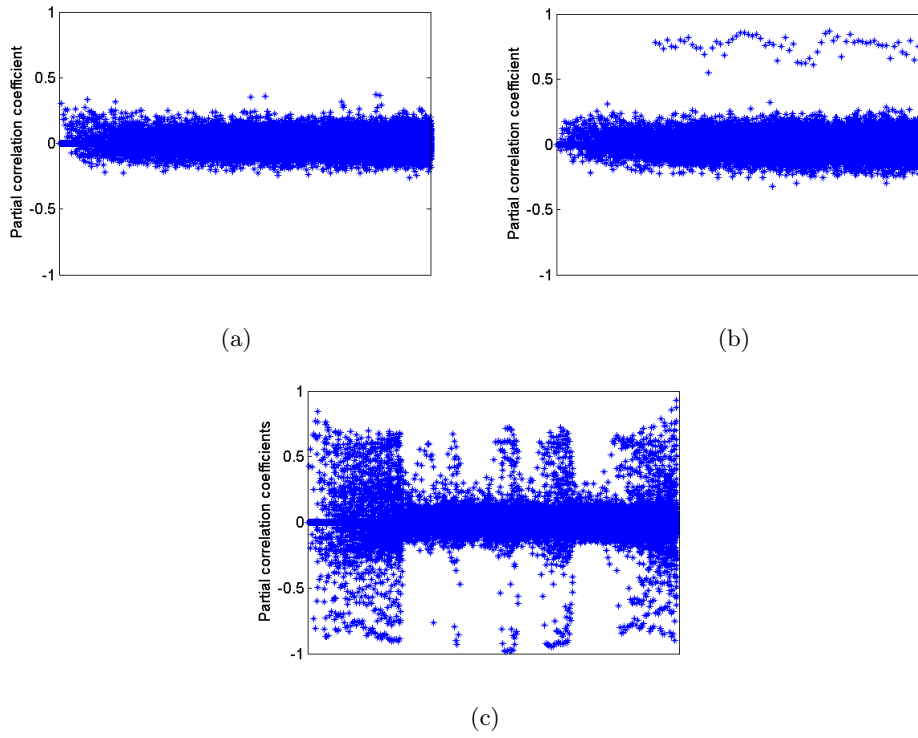 1
0.5
0
-0.5
-1
Partial correlation coefficient
(a)
1
0.5
0
-0.5
-1
Partial correlation coefficient
(b)
1
0.5
0
-0.5
-1
Partial correlation coefficients
(c)